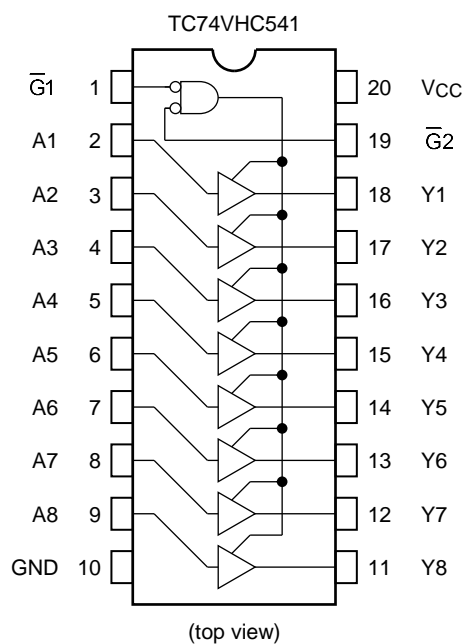 TC74VHC541
G̅1 1 20 VCC
A1 2 19 G̅2
A2 3 18 Y1
A3 4 17 Y2
A4 5 16 Y3
A5 6 15 Y4
A6 7 14 Y5
A7 8 13 Y6
A8 9 12 Y7
GND 10 11 Y8
(top view)